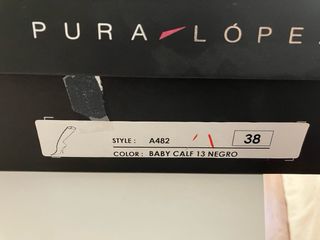 PURA LÓPE
STYLE : A482 38
COLOR : BABY CALF 13 NEGRO